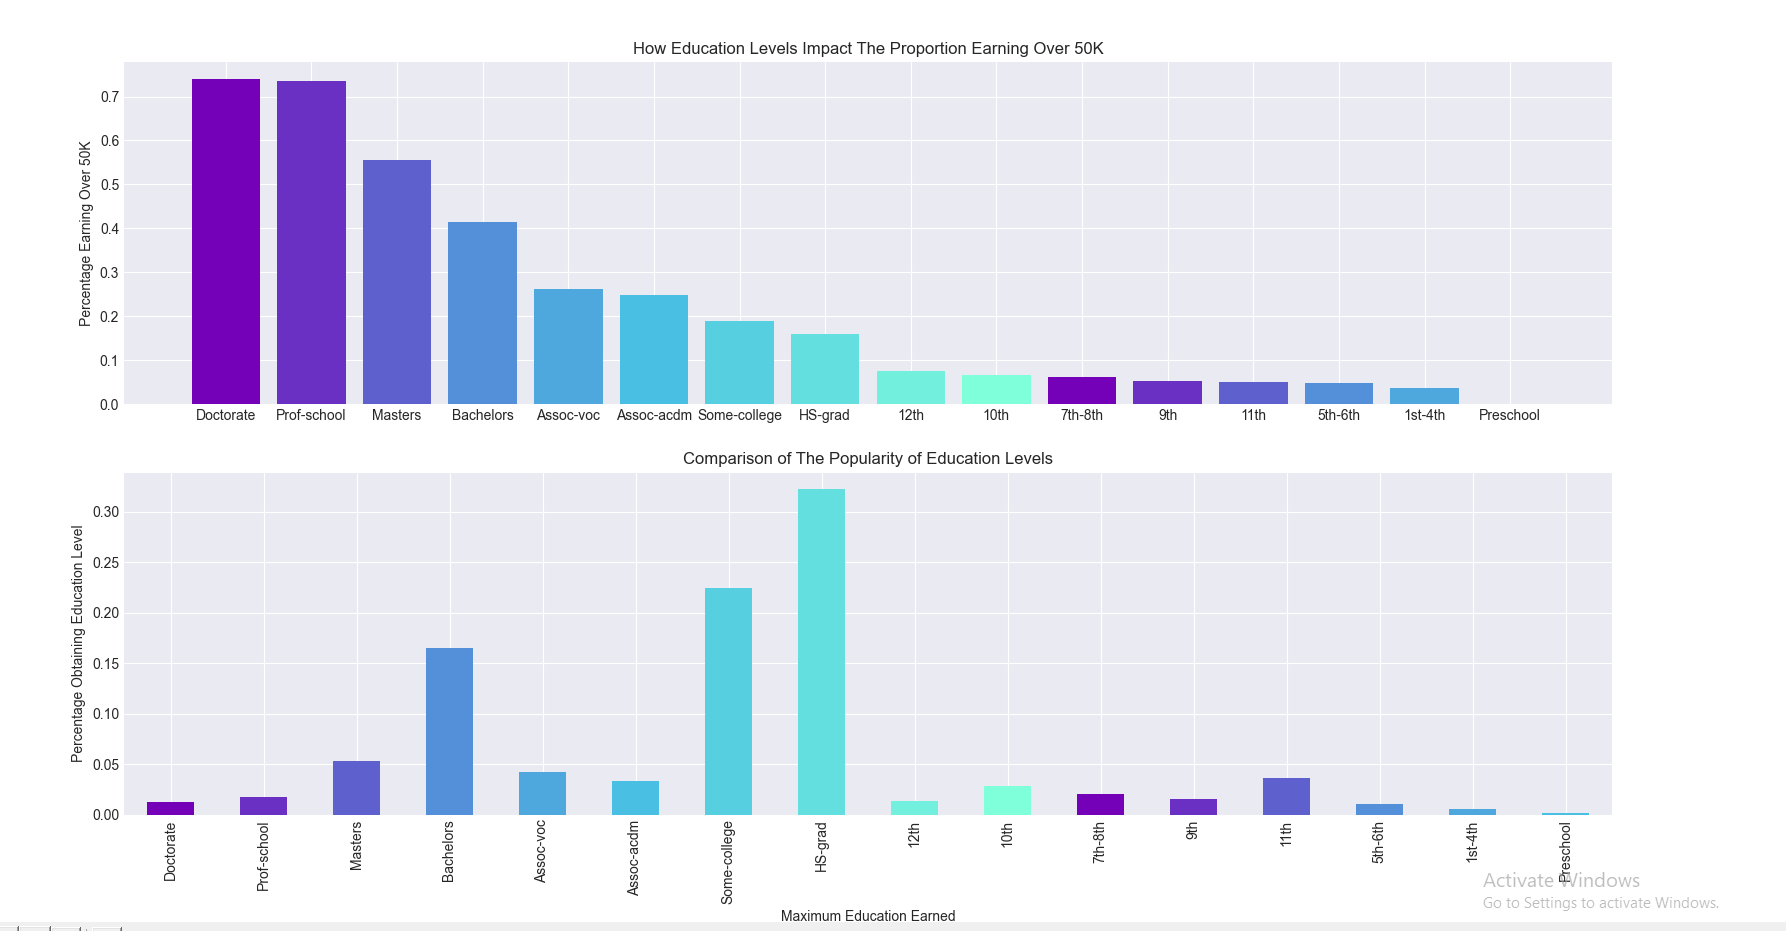 How Education Levels Impact The Proportion Earning Over 50K
Percentage Earning Over 50K
0.7
0.6
0.5
0.4
0.3
0.2
0.1
0.0
Doctorate Prof-school Masters Bachelors Assoc-voc Assoc-acdm Some-college HS-grad 12th 10th 7th-8th 9th 11th 5th-6th 1st-4th Preschool
Comparison of The Popularity of Education Levels
Percentage Obtaining Education Level
0.30
0.25
0.20
0.15
0.10
0.05
0.00
Doctorate Prof-school Masters Bachelors Assoc-voc Assoc-acdm Some-college HS-grad 12th 10th 7th-8th 9th 11th 5th-6th 1st-4th Preschool
Maximum Education Earned
Activate Windows
Go to Settings to activate Windows.